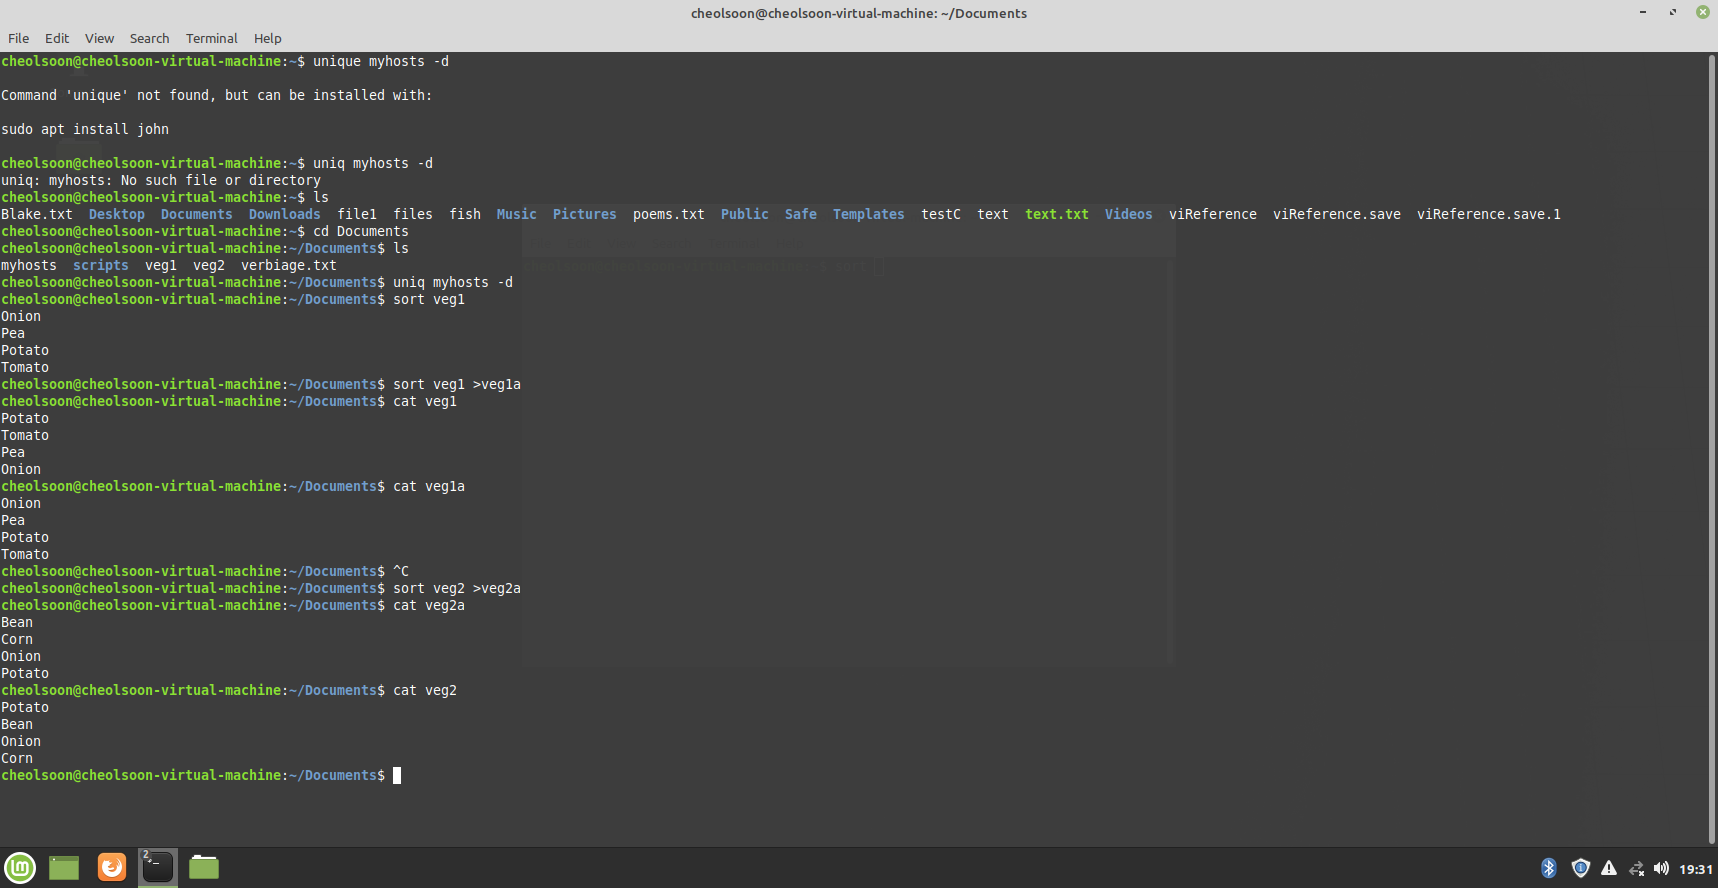 cheolsoon@cheolsoon-virtual-machine: ~/Documents
File Edit View Search Terminal Help
cheolsoon@cheolsoon-virtual-machine:~$ unique myhosts -d
Command 'unique' not found, but can be installed with:
sudo apt install john
cheolsoon@cheolsoon-virtual-machine:~$ uniq myhosts -d
uniq: myhosts: No such file or directory
cheolsoon@cheolsoon-virtual-machine:~$ ls
Blake.txt  Desktop  Documents  Downloads  file1  files  fish  Music  Pictures  poems.txt  Public  Safe  Templates  testC  text  text.txt  Videos  viReference  viReference.save  viReference.save.1
cheolsoon@cheolsoon-virtual-machine:~$ cd Documents
cheolsoon@cheolsoon-virtual-machine:~/Documents$ ls
myhosts  scripts  veg1  veg2  verbiage.txt
cheolsoon@cheolsoon-virtual-machine:~/Documents$ uniq myhosts -d
cheolsoon@cheolsoon-virtual-machine:~/Documents$ sort veg1
Onion
Pea
Potato
Tomato
cheolsoon@cheolsoon-virtual-machine:~/Documents$ sort veg1 >veg1a
cheolsoon@cheolsoon-virtual-machine:~/Documents$ cat veg1
Potato
Tomato
Pea
Onion
cheolsoon@cheolsoon-virtual-machine:~/Documents$ cat veg1a
Onion
Pea
Potato
Tomato
cheolsoon@cheolsoon-virtual-machine:~/Documents$ ^C
cheolsoon@cheolsoon-virtual-machine:~/Documents$ sort veg2 >veg2a
cheolsoon@cheolsoon-virtual-machine:~/Documents$ cat veg2a
Bean
Corn
Onion
Potato
cheolsoon@cheolsoon-virtual-machine:~/Documents$ cat veg2
Potato
Bean
Onion
Corn
cheolsoon@cheolsoon-virtual-machine:~/Documents$
2
19:31